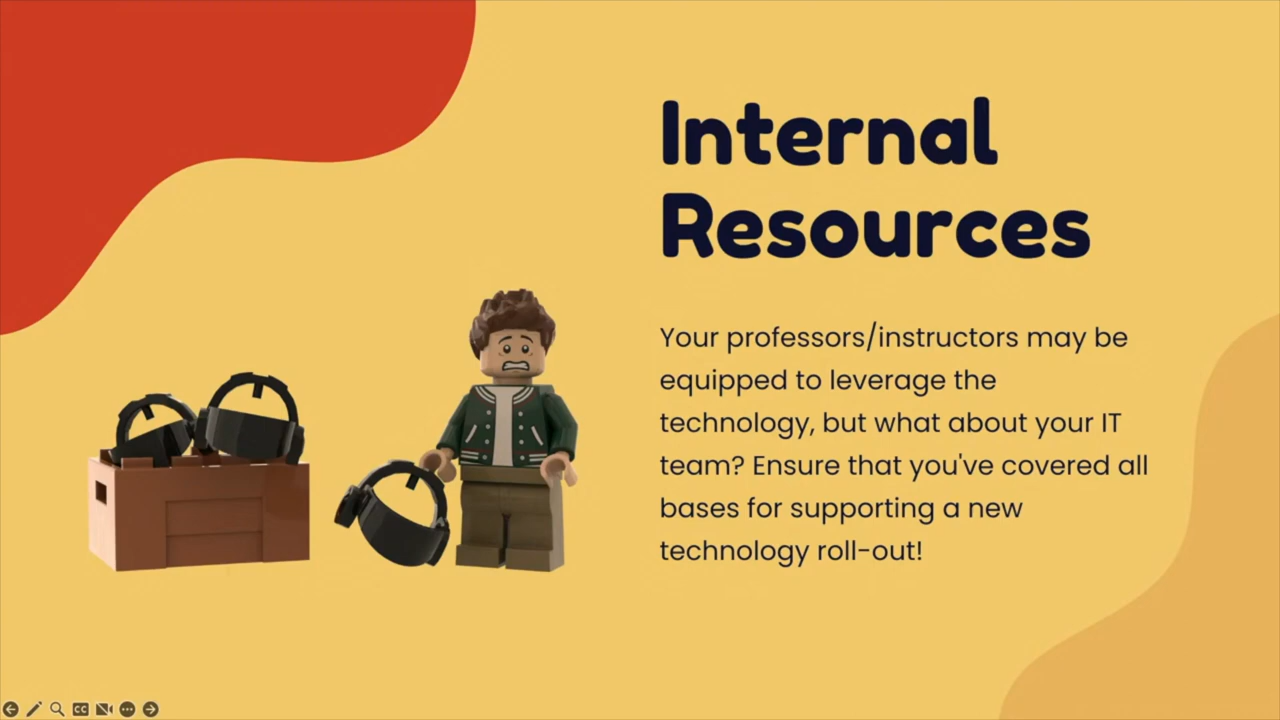 Internal
Resources
Your professors/instructors may be
equipped to leverage the
technology, but what about your IT
team? Ensure that you've covered all
bases for supporting a new
technology roll-out!
CC